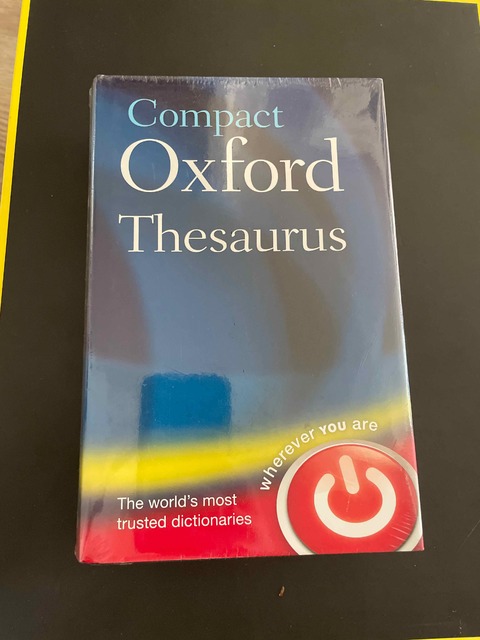 Compact
Oxford
Thesaurus
wherever YOU are
The world's most
trusted dictionaries